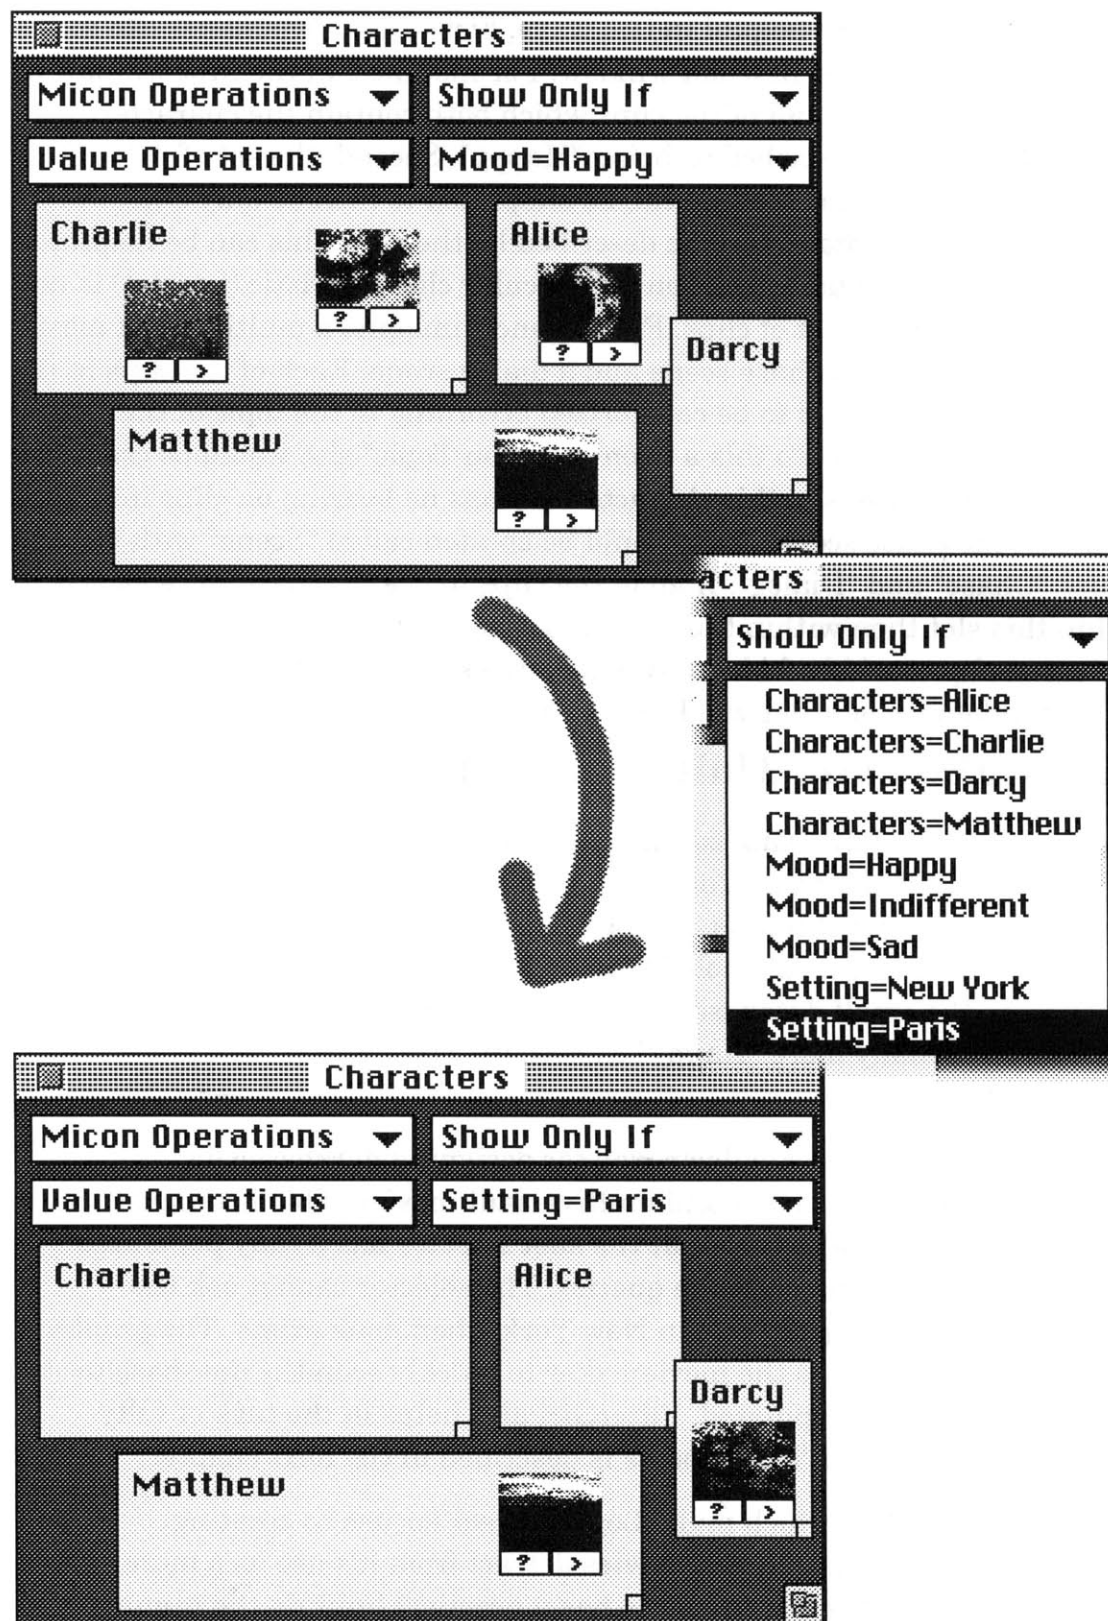 Characters
Micon Operations
Show Only If
Value Operations
Mood=Happy
Charlie
? >
? >
Alice
? >
Darcy
Matthew
? >
acters
Show Only If
Characters=Alice
Characters=Charlie
Characters=Darcy
Characters=Matthew
Mood=Happy
Mood=Indifferent
Mood=Sad
Setting=New York
Setting=Paris
Characters
Micon Operations
Show Only If
Value Operations
Setting=Paris
Charlie
Alice
Darcy
? >
Matthew
? >